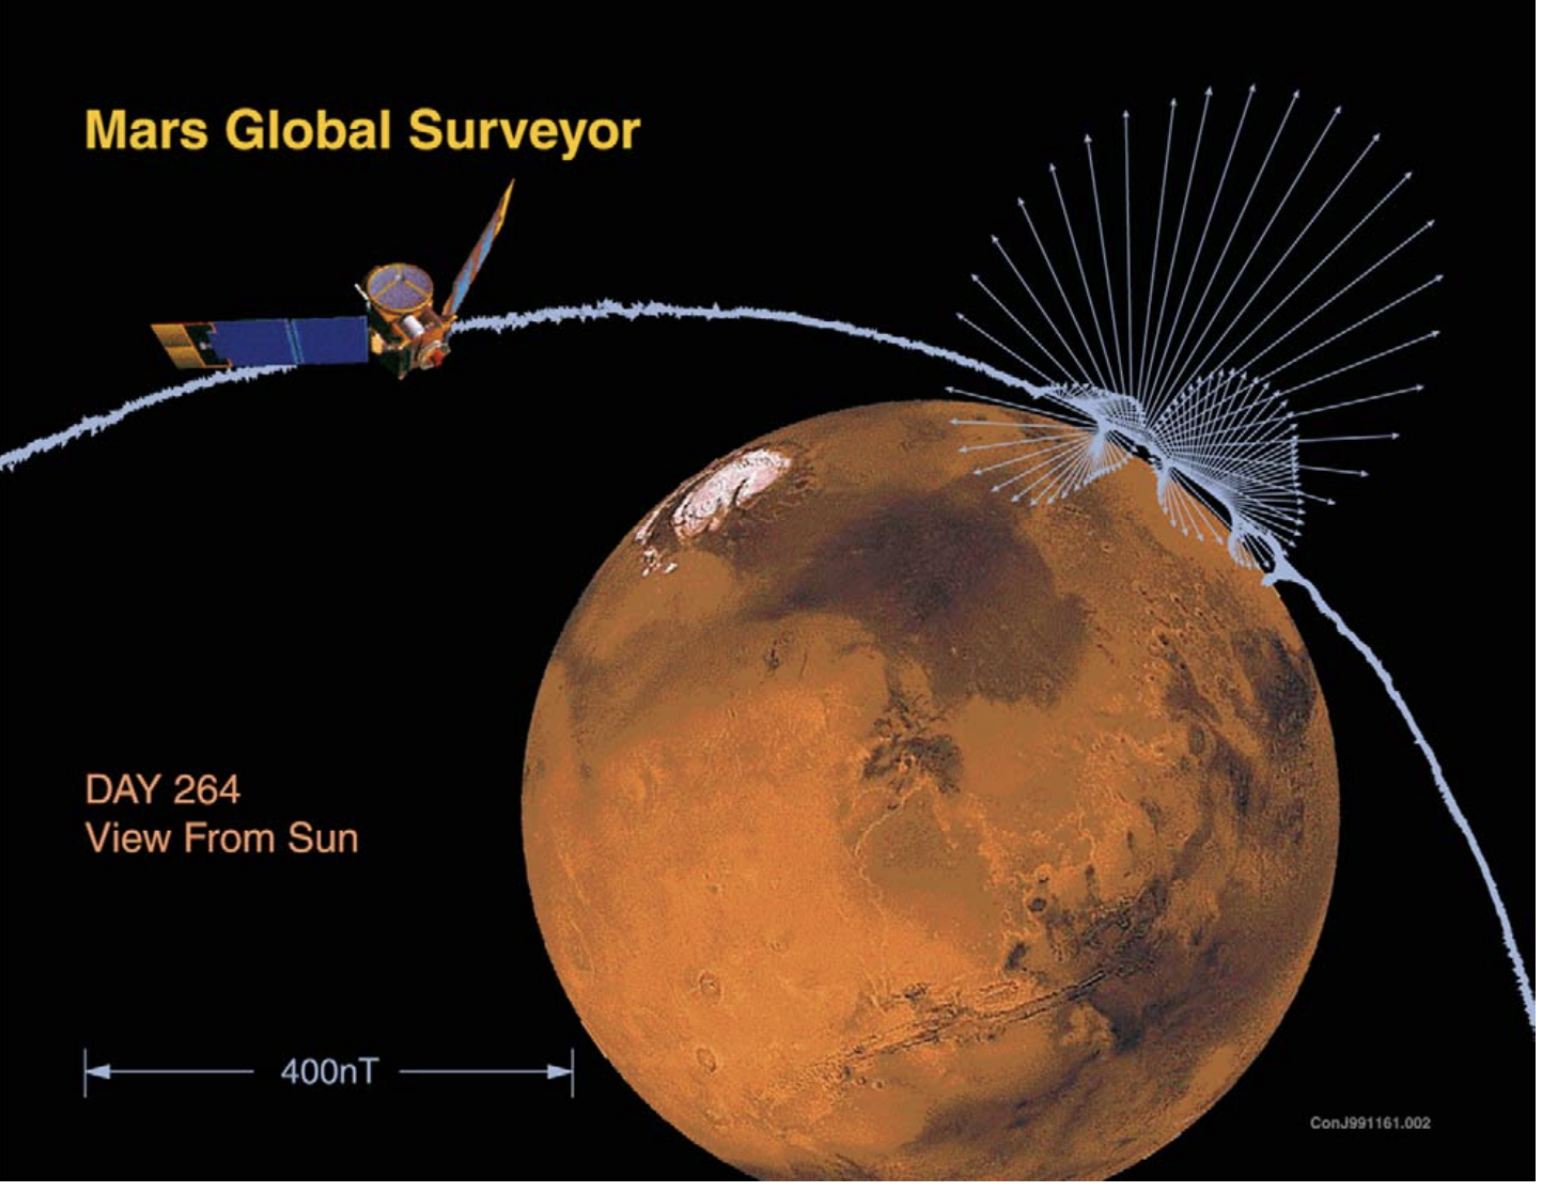 Mars Global Surveyor
DAY 264
View From Sun
400nT
ConJ991161.002